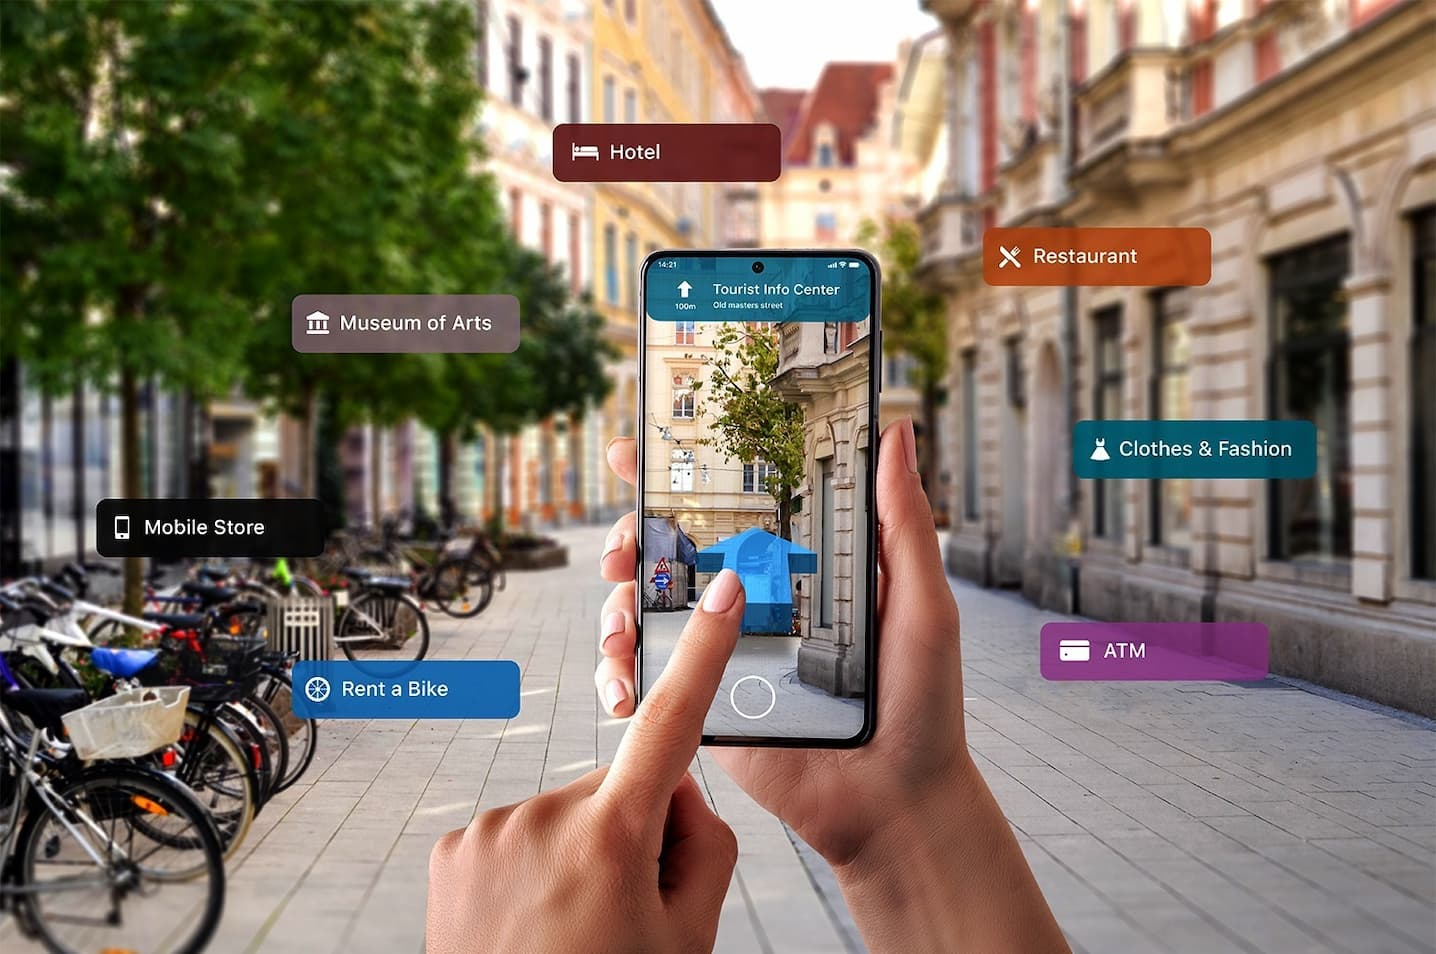 Hotel
Restaurant
14:21
Tourist Info Center
100m
Old masters street
Museum of Arts
Clothes & Fashion
Mobile Store
ATM
Rent a Bike